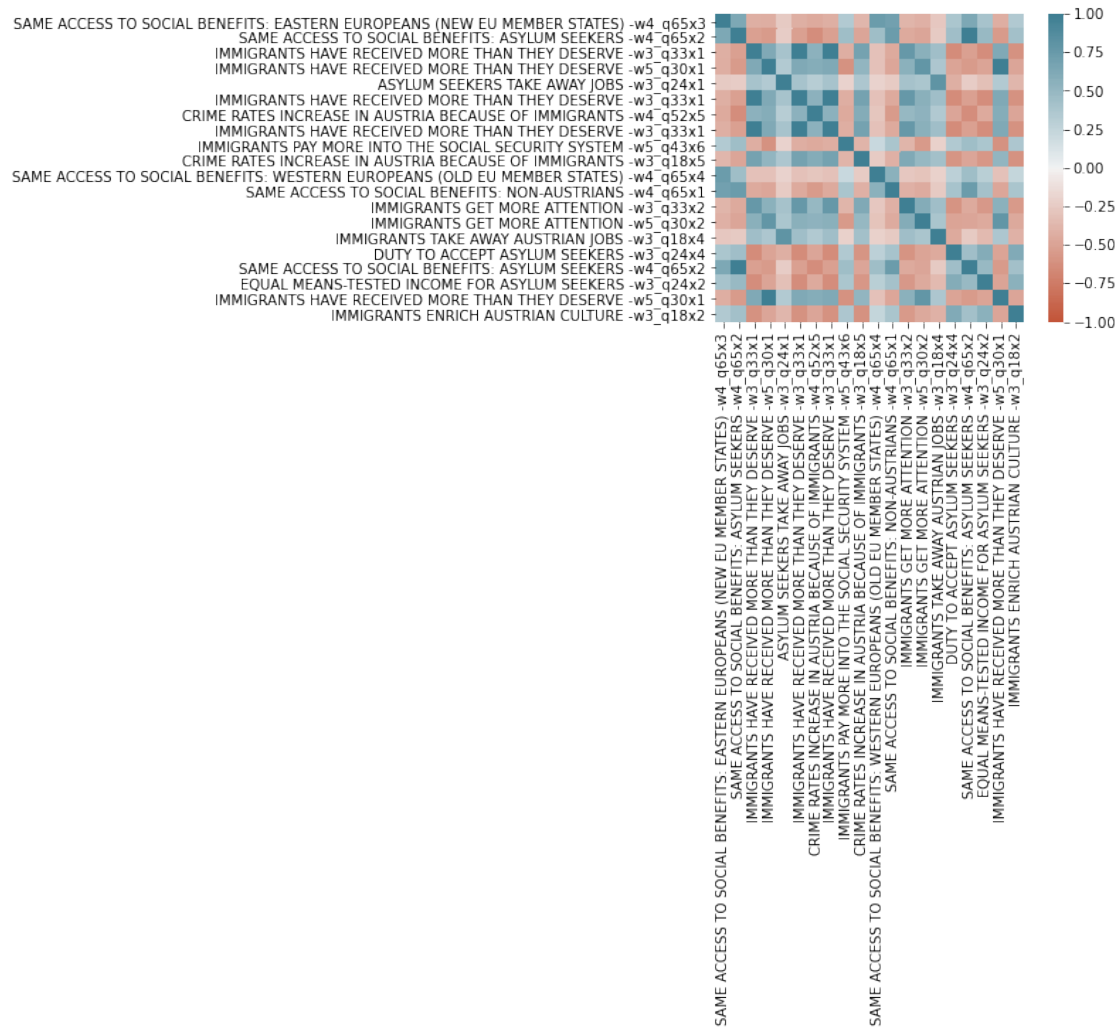 SAME ACCESS TO SOCIAL BENEFITS: EASTERN EUROPEANS (NEW EU MEMBER STATES) -w4_q65x3
SAME ACCESS TO SOCIAL BENEFITS: ASYLUM SEEKERS -w4_q65x2
IMMIGRANTS HAVE RECEIVED MORE THAN THEY DESERVE -w3_q33x1
IMMIGRANTS HAVE RECEIVED MORE THAN THEY DESERVE -w5_q30x1
ASYLUM SEEKERS TAKE AWAY JOBS -w3_q24x1
IMMIGRANTS HAVE RECEIVED MORE THAN THEY DESERVE -w3_q33x1
CRIME RATES INCREASE IN AUSTRIA BECAUSE OF IMMIGRANTS -w4_q52x5
IMMIGRANTS HAVE RECEIVED MORE THAN THEY DESERVE -w3_q33x1
IMMIGRANTS PAY MORE INTO THE SOCIAL SECURITY SYSTEM -w5_q43x6
CRIME RATES INCREASE IN AUSTRIA BECAUSE OF IMMIGRANTS -w3_q18x5
SAME ACCESS TO SOCIAL BENEFITS: WESTERN EUROPEANS (OLD EU MEMBER STATES) -w4_q65x4
SAME ACCESS TO SOCIAL BENEFITS: NON-AUSTRIANS -w4_q65x1
IMMIGRANTS GET MORE ATTENTION -w3_q33x2
IMMIGRANTS GET MORE ATTENTION -w5_q30x2
IMMIGRANTS TAKE AWAY AUSTRIAN JOBS -w3_q18x4
DUTY TO ACCEPT ASYLUM SEEKERS -w3_q24x4
SAME ACCESS TO SOCIAL BENEFITS: ASYLUM SEEKERS -w4_q65x2
EQUAL MEANS-TESTED INCOME FOR ASYLUM SEEKERS -w3_q24x2
IMMIGRANTS HAVE RECEIVED MORE THAN THEY DESERVE -w5_q30x1
IMMIGRANTS ENRICH AUSTRIAN CULTURE -w3_q18x2
1.00
0.75
0.50
0.25
0.00
−0.25
−0.50
−0.75
−1.00
SAME ACCESS TO SOCIAL BENEFITS: EASTERN EUROPEANS (NEW EU MEMBER STATES) -w4_q65x3
SAME ACCESS TO SOCIAL BENEFITS: ASYLUM SEEKERS -w4_q65x2
IMMIGRANTS HAVE RECEIVED MORE THAN THEY DESERVE -w3_q33x1
IMMIGRANTS HAVE RECEIVED MORE THAN THEY DESERVE -w5_q30x1
ASYLUM SEEKERS TAKE AWAY JOBS -w3_q24x1
IMMIGRANTS HAVE RECEIVED MORE THAN THEY DESERVE -w3_q33x1
CRIME RATES INCREASE IN AUSTRIA BECAUSE OF IMMIGRANTS -w4_q52x5
IMMIGRANTS HAVE RECEIVED MORE THAN THEY DESERVE -w3_q33x1
IMMIGRANTS PAY MORE INTO THE SOCIAL SECURITY SYSTEM -w5_q43x6
CRIME RATES INCREASE IN AUSTRIA BECAUSE OF IMMIGRANTS -w3_q18x5
SAME ACCESS TO SOCIAL BENEFITS: WESTERN EUROPEANS (OLD EU MEMBER STATES) -w4_q65x4
SAME ACCESS TO SOCIAL BENEFITS: NON-AUSTRIANS -w4_q65x1
IMMIGRANTS GET MORE ATTENTION -w3_q33x2
IMMIGRANTS GET MORE ATTENTION -w5_q30x2
IMMIGRANTS TAKE AWAY AUSTRIAN JOBS -w3_q18x4
DUTY TO ACCEPT ASYLUM SEEKERS -w3_q24x4
SAME ACCESS TO SOCIAL BENEFITS: ASYLUM SEEKERS -w4_q65x2
EQUAL MEANS-TESTED INCOME FOR ASYLUM SEEKERS -w3_q24x2
IMMIGRANTS HAVE RECEIVED MORE THAN THEY DESERVE -w5_q30x1
IMMIGRANTS ENRICH AUSTRIAN CULTURE -w3_q18x2